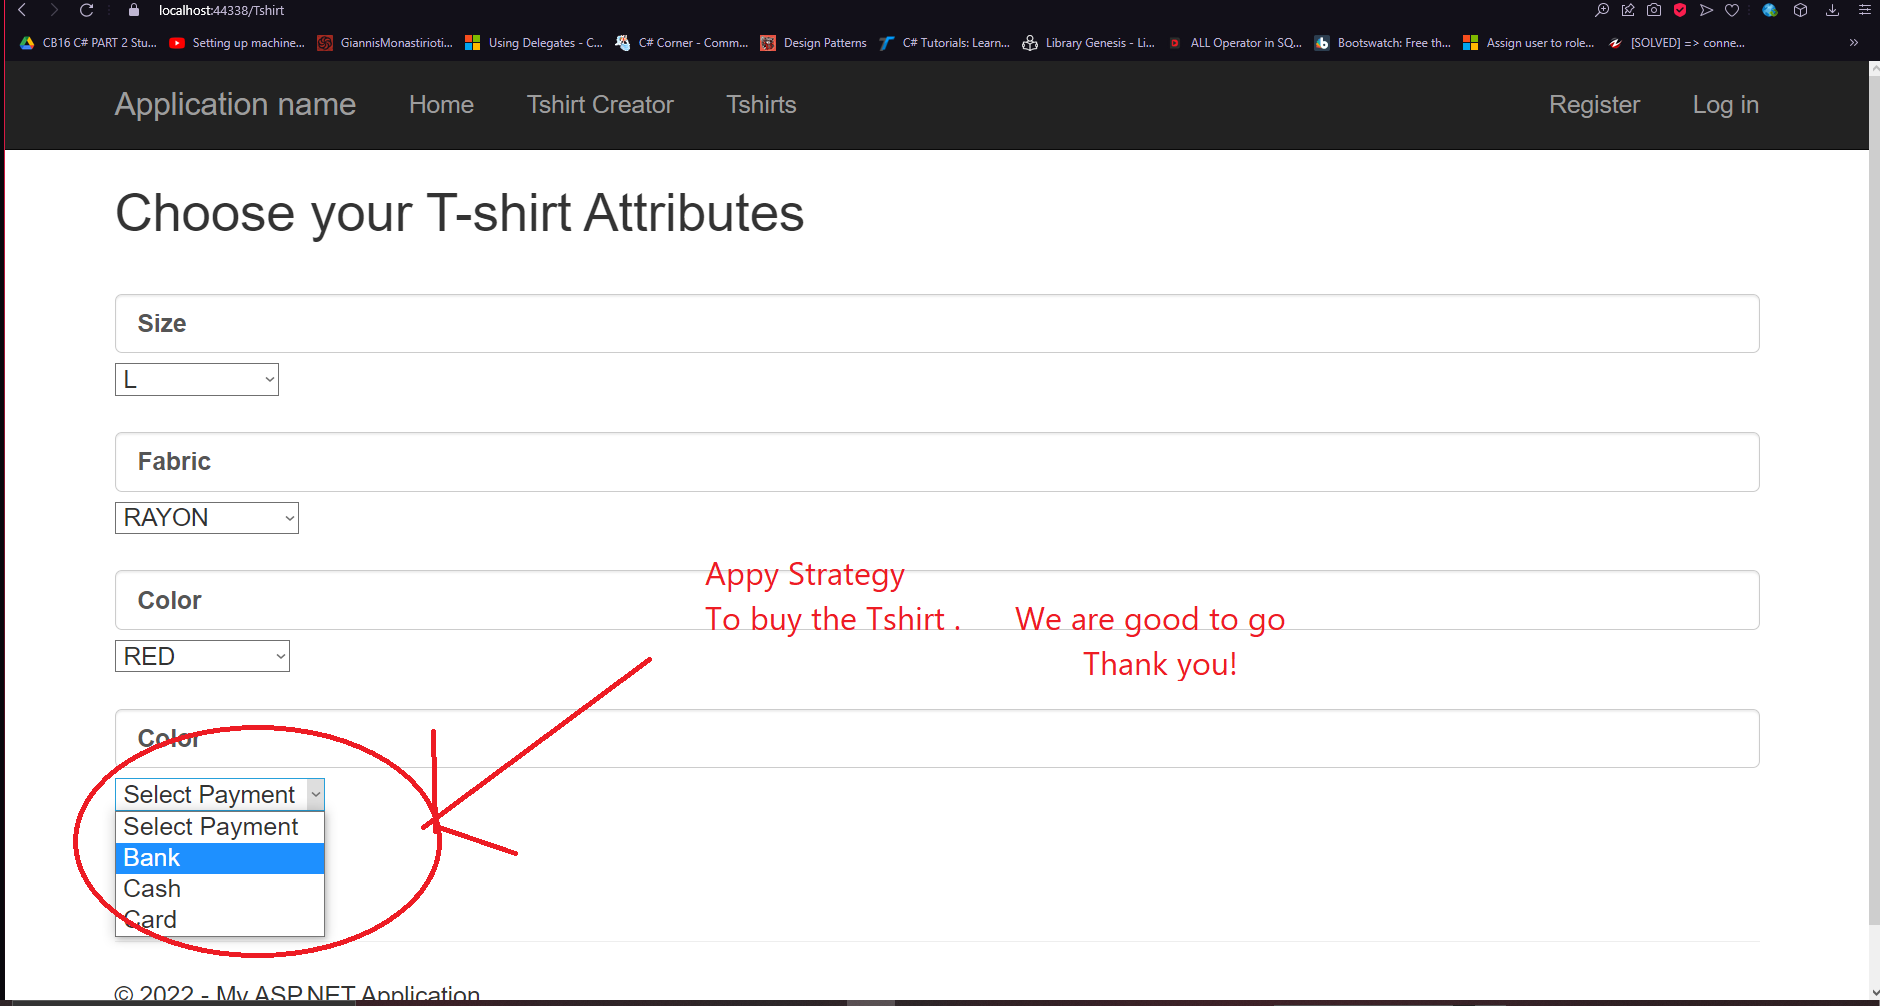 localhost:44338/Tshirt
CB16 C# PART 2 Stu... Setting up machine... GiannisMonastirioti... Using Delegates - C... C# Corner - Comm... Design Patterns C# Tutorials: Learn... Library Genesis - Li... ALL Operator in SQ... Bootswatch: Free th... Assign user to role... [SOLVED] => conne... »
Application name Home Tshirt Creator Tshirts Register Log in
Choose your T-shirt Attributes
Size
L
Fabric
RAYON
Appy Strategy
Color
To buy the Tshirt . We are good to go
RED
Thank you!
Color
Select Payment
Select Payment
Bank
Cash
Card
© 2022 - My ASP.NET Application